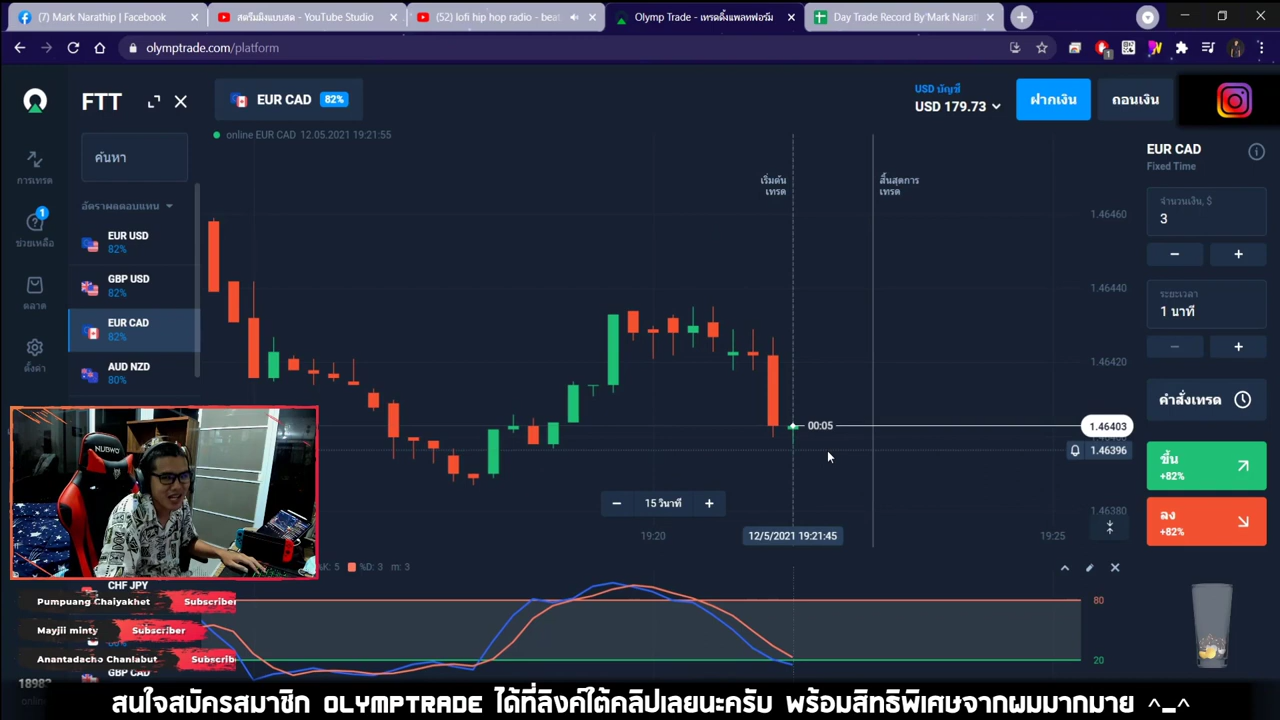 (7) Mark Narathip | Facebook
สตรีมมิงแบบสด - YouTube Studio
(52) lofi hip hop radio - beat
Olymp Trade - เทรดดิ้งแพลทฟอร์ม
Day Trade Record By Mark Narat
olymptrade.com/platform
1
FTT
EUR CAD 82%
USD บัญชี
USD 179.73
ฝากเงิน
ถอนเงิน
online EUR CAD 12.05.2021 19:21:55
การเทรด
1
ช่วยเหลือ
ตลาด
ตั้งค่า
ค้นหา
อัตราผลตอบแทน
EUR USD
82%
GBP USD
82%
EUR CAD
82%
AUD NZD
80%
เริ่มต้น
เทรด
สิ้นสุดการ
เทรด
1.46460
1.46440
1.46420
00:05
1.46403
1.46396
1.46380
15 วินาที
19:20
12/5/2021 19:21:45
19:25
EUR CAD
Fixed Time
จำนวนเงิน, $
3
ระยะเวลา
1 นาที
คำสั่งเทรด
ขึ้น
+82%
ลง
+82%
NUBWO
%K: 5 %D: 3 m: 3
80
20
CHF JPY
Pumpuang Chaiyakhet Subscriber
Mayjii minty Subscriber
Anantadacho Chanlabut Subscrib
GBP CAD
สนใจสมัครสมาชิก OLYMPTRADE ได้ที่ลิงค์ใต้คลิปเลยนะครับ พร้อมสิทธิพิเศษจากผมมากมาย ^_^